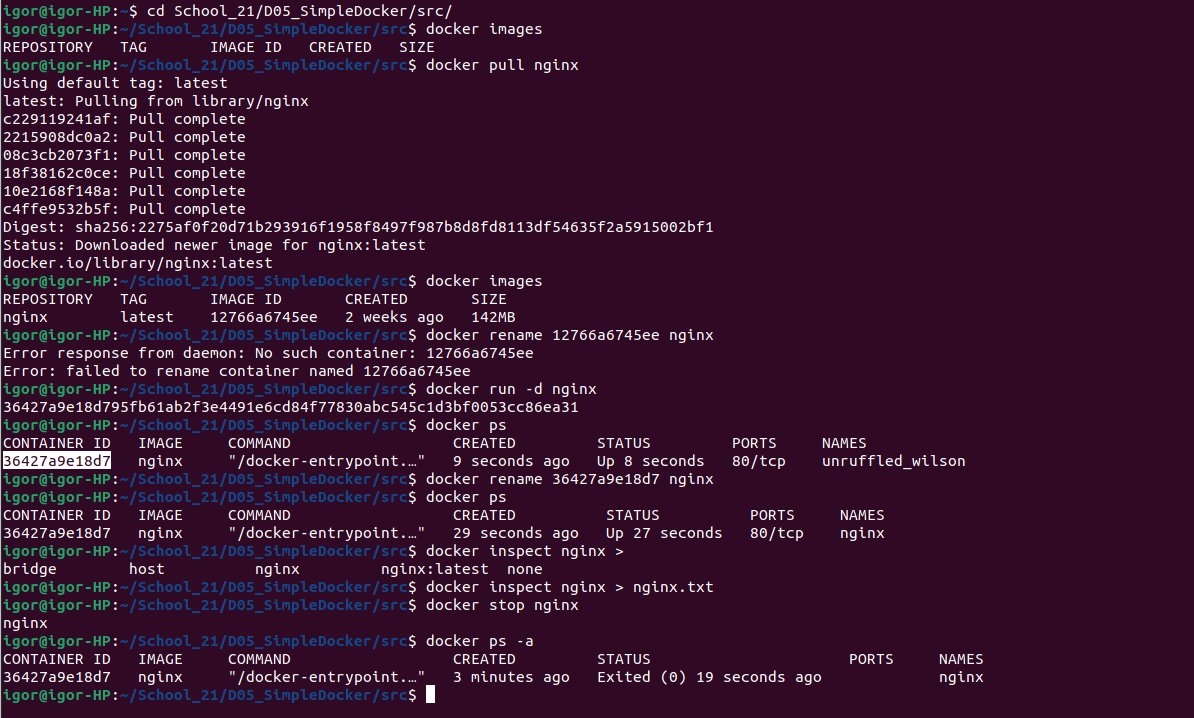 igor@igor-HP:~$ cd School_21/D05_SimpleDocker/src/
igor@igor-HP:~/School_21/D05_SimpleDocker/src$ docker images
REPOSITORY   TAG       IMAGE ID   CREATED   SIZE
igor@igor-HP:~/School_21/D05_SimpleDocker/src$ docker pull nginx
Using default tag: latest
latest: Pulling from library/nginx
c229119241af: Pull complete
2215908dc0a2: Pull complete
08c3cb2073f1: Pull complete
18f38162c0ce: Pull complete
10e2168f148a: Pull complete
c4ffe9532b5f: Pull complete
Digest: sha256:2275af0f20d71b293916f1958f8497f987b8d8fd8113df54635f2a5915002bf1
Status: Downloaded newer image for nginx:latest
docker.io/library/nginx:latest
igor@igor-HP:~/School_21/D05_SimpleDocker/src$ docker images
REPOSITORY   TAG       IMAGE ID       CREATED       SIZE
nginx        latest    12766a6745ee   2 weeks ago   142MB
igor@igor-HP:~/School_21/D05_SimpleDocker/src$ docker rename 12766a6745ee nginx
Error response from daemon: No such container: 12766a6745ee
Error: failed to rename container named 12766a6745ee
igor@igor-HP:~/School_21/D05_SimpleDocker/src$ docker run -d nginx
36427a9e18d795fb61ab2f3e4491e6cd84f77830abc545c1d3bf0053cc86ea31
igor@igor-HP:~/School_21/D05_SimpleDocker/src$ docker ps
CONTAINER ID   IMAGE     COMMAND                  CREATED         STATUS         PORTS     NAMES
36427a9e18d7   nginx     "/docker-entrypoint.…"   9 seconds ago   Up 8 seconds   80/tcp    unruffled_wilson
igor@igor-HP:~/School_21/D05_SimpleDocker/src$ docker rename 36427a9e18d7 nginx
igor@igor-HP:~/School_21/D05_SimpleDocker/src$ docker ps
CONTAINER ID   IMAGE     COMMAND                  CREATED          STATUS          PORTS     NAMES
36427a9e18d7   nginx     "/docker-entrypoint.…"   29 seconds ago   Up 27 seconds   80/tcp    nginx
igor@igor-HP:~/School_21/D05_SimpleDocker/src$ docker inspect nginx >
bridge        host          nginx         nginx:latest  none
igor@igor-HP:~/School_21/D05_SimpleDocker/src$ docker inspect nginx > nginx.txt
igor@igor-HP:~/School_21/D05_SimpleDocker/src$ docker stop nginx
nginx
igor@igor-HP:~/School_21/D05_SimpleDocker/src$ docker ps -a
CONTAINER ID   IMAGE     COMMAND                  CREATED         STATUS                      PORTS     NAMES
36427a9e18d7   nginx     "/docker-entrypoint.…"   3 minutes ago   Exited (0) 19 seconds ago             nginx
igor@igor-HP:~/School_21/D05_SimpleDocker/src$